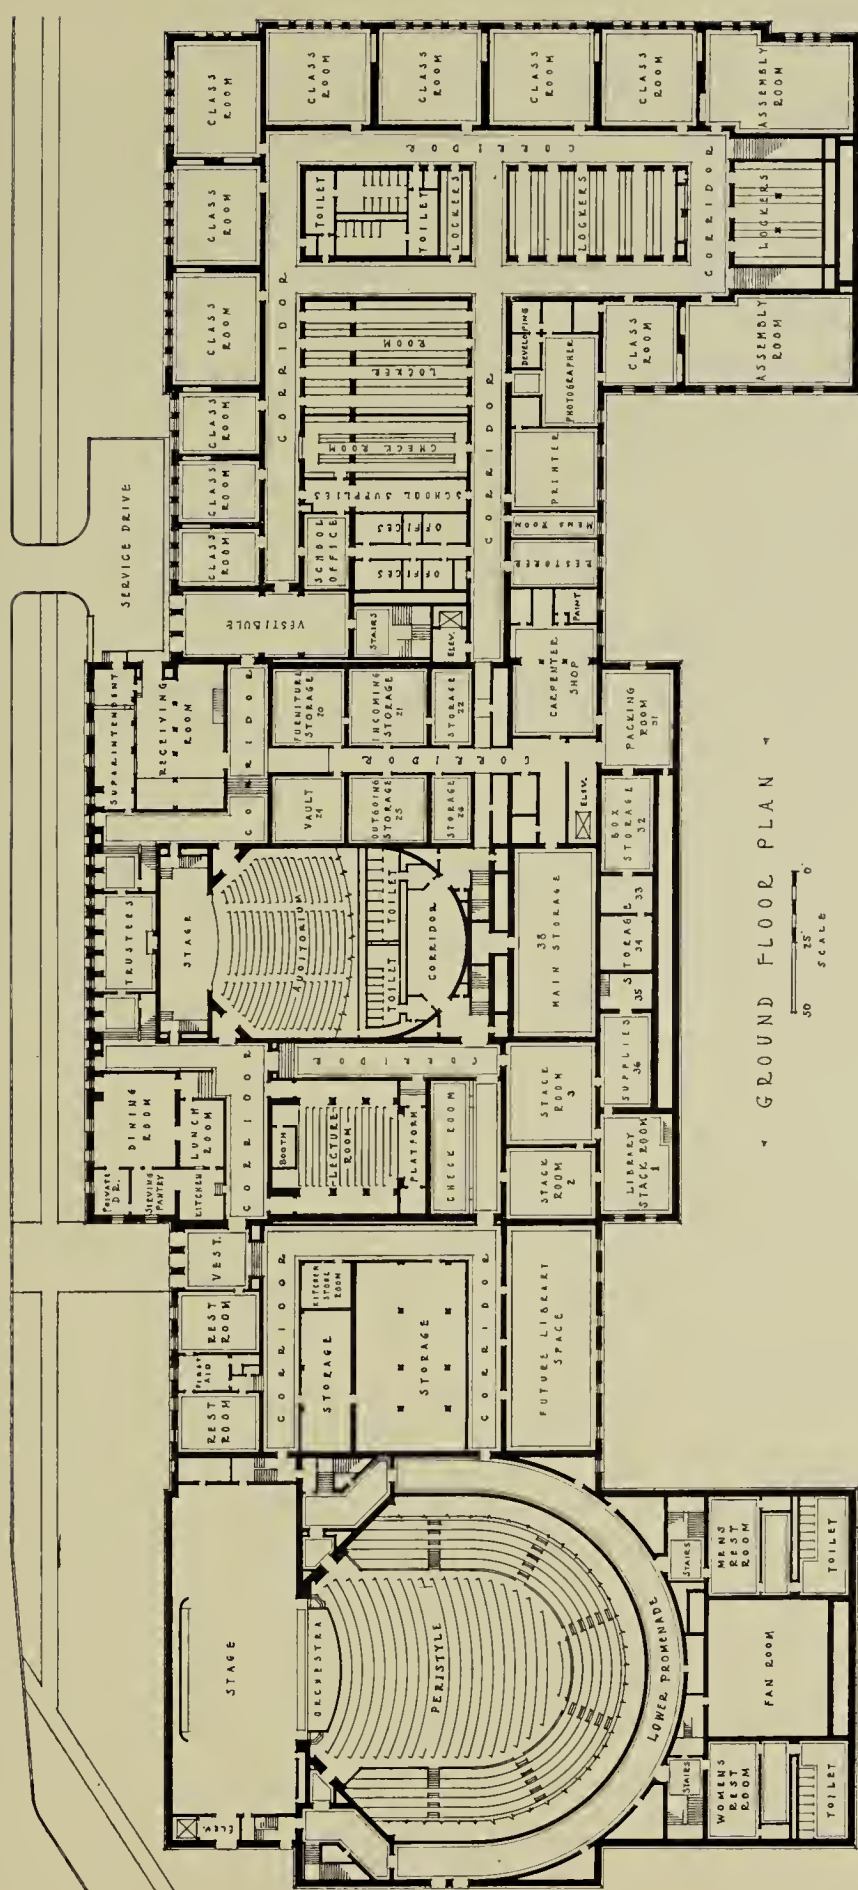 CLASS
ROOM
CLASS
ROOM
CLASS
ROOM
CLASS
ROOM
CLASS
ROOM
ASSEMBLY
ROOM
CORRIDOR
CLASS
ROOM
CLASS
ROOM
CLASS
ROOM
CLASS
ROOM
CLASS
ROOM
CLASS
ROOM
CORRIDOR
TOILET
TOILET
LOCKERS
LOCKERS
CORRIDOR
LOCKERS
LOCKER
ROOM
CHECK ROOM
SCHOOL SUPPLIES
SCHOOL
OFFICE
OFFICES
OFFICES
OFFICES
OFFICES
CORRIDOR
DEVELOPING
PHOTOGRAPHER
CLASS
ROOM
ASSEMBLY
ROOM
PRINTER
MENS ROOM
RESTORER
PAINT
CARPENTER
SHOP
SERVICE DRIVE
VESTIBULE
STAIRS
ELEV.
SUPERINTENDENT
RECEIVING
ROOM
CORRIDOR
FURNITURE
STORAGE
20
INCOMING
STORAGE
21
STORAGE
22
CORRIDOR
VAULT
24
OUTGOING
STORAGE
25
STORAGE
26
ELEV.
PACKING
ROOM
31
BOX
STORAGE
32
33
STORAGE
34
35
SUPPLIES
36
38
MAIN STORAGE
TRUSTEES
STAGE
AUDITORIUM
TOILET
TOILET
CORRIDOR
DINING
ROOM
LUNCH
ROOM
PRIVATE
D.R.
SERVING
PANTRY
KITCHEN
CORRIDOR
CORRIDOR
BOOTH
LECTURE
ROOM
PLATFORM
CHECK ROOM
STACK
ROOM
3
STACK
ROOM
2
LIBRARY
STACK ROOM
1
VEST.
REST
ROOM
FIRST
AID
REST
ROOM
CORRIDOR
KITCHEN
STORE
ROOM
STORAGE
STORAGE
CORRIDOR
FUTURE LIBRARY
SPACE
STAGE
ORCHESTRA
PERISTYLE
LOWER PROMENADE
ELEV.
STAIRS
MENS
REST
ROOM
TOILET
FAN ROOM
STAIRS
WOMENS
REST
ROOM
TOILET
GROUND FLOOR PLAN
50 25' 0'
SCALE